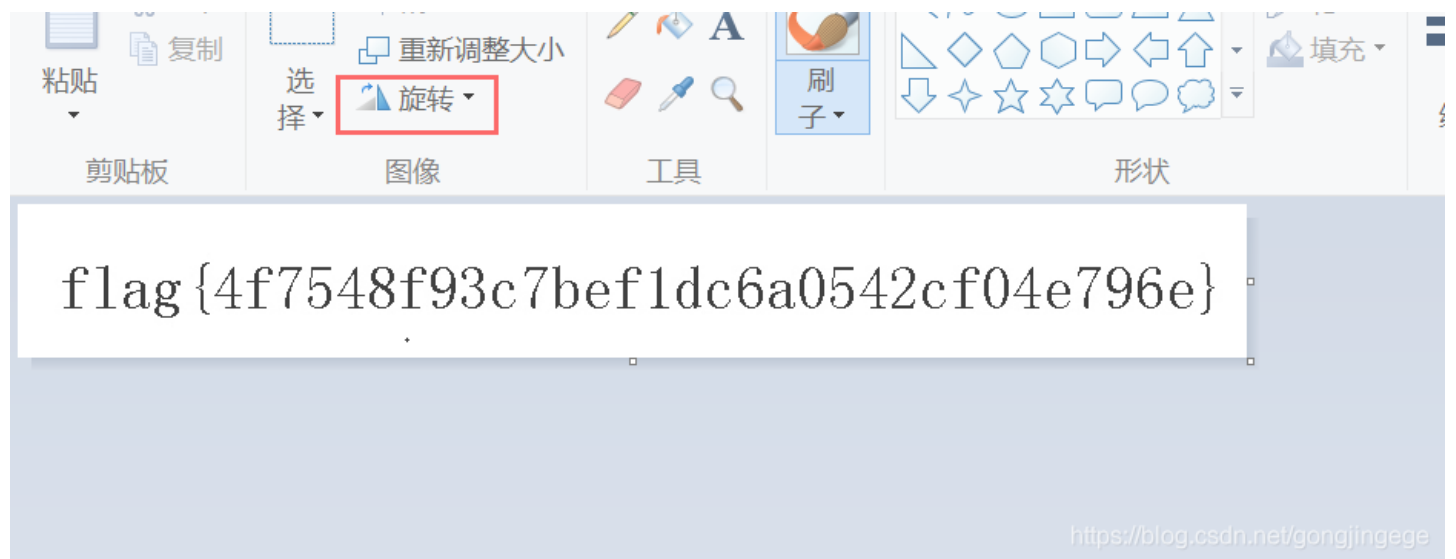 复制
重新调整大小
粘贴
选择
旋转
A
刷子
填充
剪贴板
图像
工具
形状
flag{4f7548f93c7bef1dc6a0542cf04e796e}
https://blog.csdn.net/gongjingege